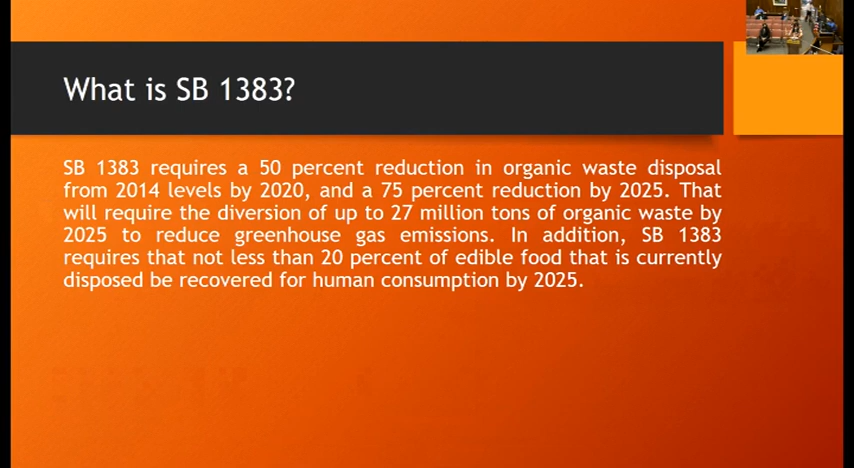 What is SB 1383?
SB 1383 requires a 50 percent reduction in organic waste disposal
from 2014 levels by 2020, and a 75 percent reduction by 2025. That
will require the diversion of up to 27 million tons of organic waste by
2025 to reduce greenhouse gas emissions. In addition, SB 1383
requires that not less than 20 percent of edible food that is currently
disposed be recovered for human consumption by 2025.